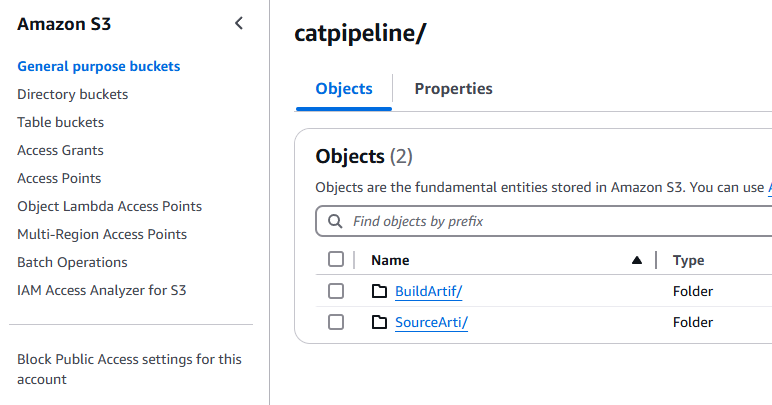 Amazon S3
General purpose buckets
Directory buckets
Table buckets
Access Grants
Access Points
Object Lambda Access Points
Multi-Region Access Points
Batch Operations
IAM Access Analyzer for S3
Block Public Access settings for this
account
catpipeline/
Objects
Properties
Objects (2)
Objects are the fundamental entities stored in Amazon S3. You can use
Find objects by prefix
Name Type
BuildArtif/ Folder
SourceArti/ Folder